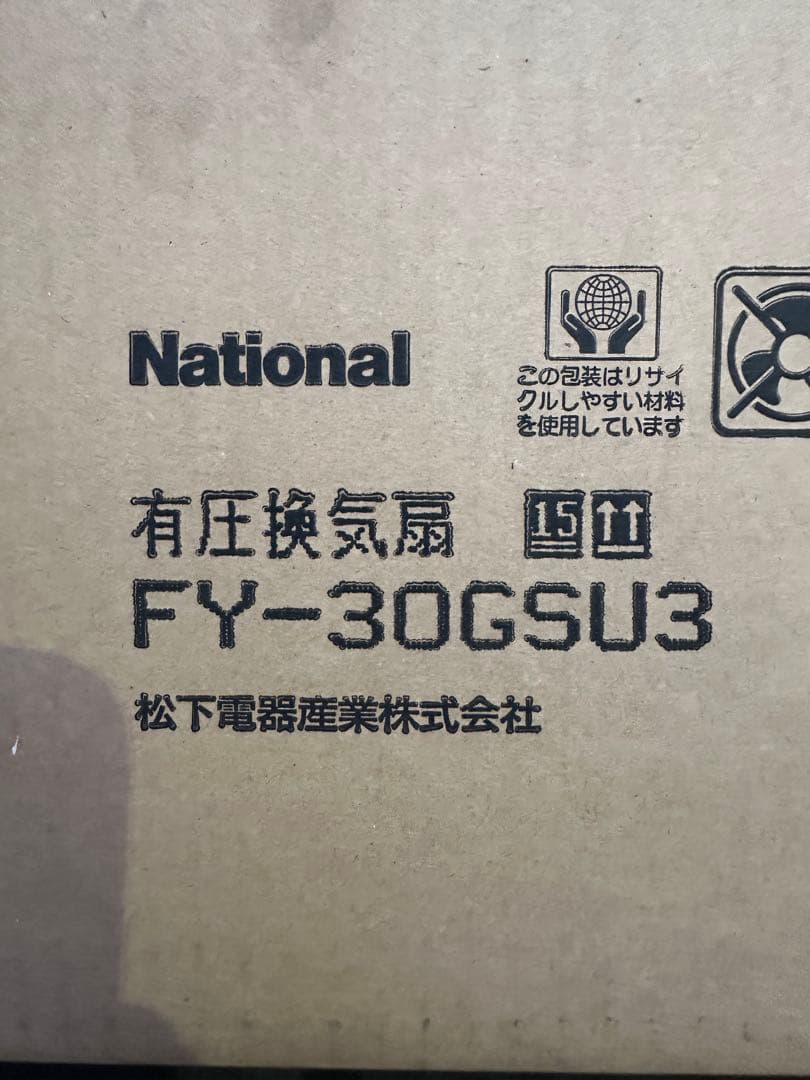 National
この包装はリサイ
クルしやすい材料
を使用しています
有圧換気扇 15
FY-30GSU3
松下電器産業株式会社